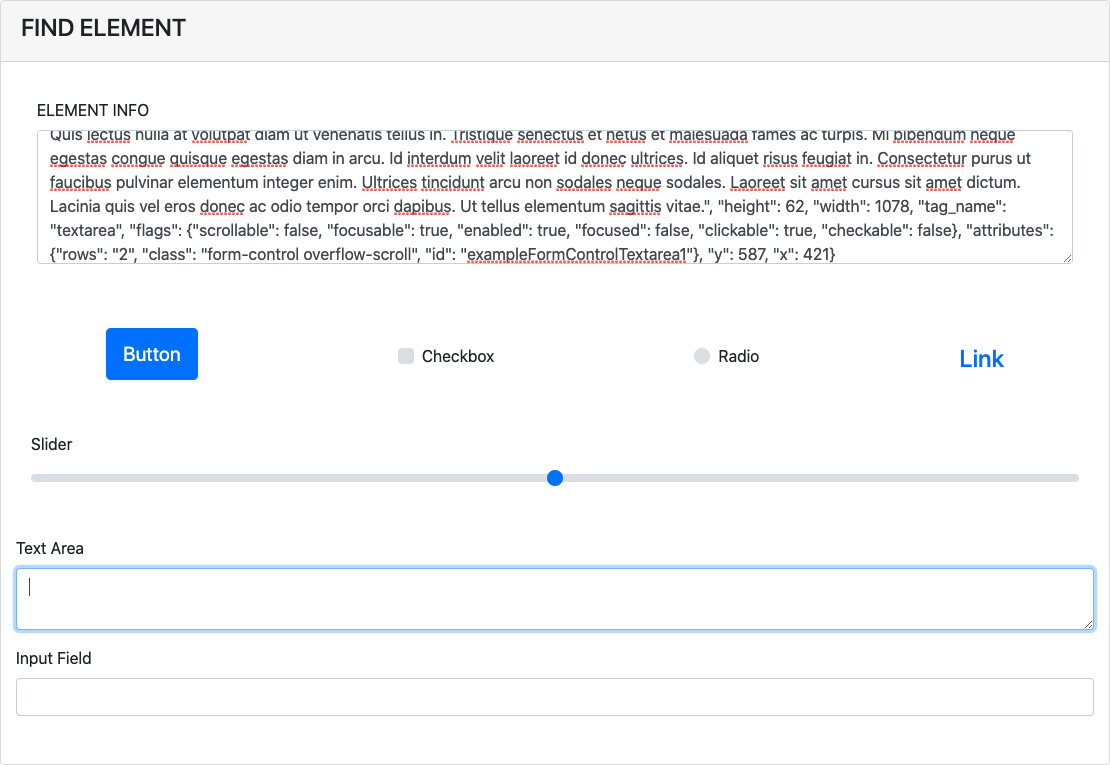 FIND ELEMENT
ELEMENT INFO
Quis lectus nulla at volutpat diam ut venenatis tellus in. Tristique senectus et netus et malesuada fames ac turpis. Mi bibendum neque
egestas congue quisque egestas diam in arcu. Id interdum velit laoreet id donec ultrices. Id aliquet risus feugiat in. Consectetur purus ut
faucibus pulvinar elementum integer enim. Ultrices tincidunt arcu non sodales neque sodales. Laoreet sit amet cursus sit amet dictum.
Lacinia quis vel eros donec ac odio tempor orci dapibus. Ut tellus elementum sagittis vitae.", "height": 62, "width": 1078, "tag_name":
"textarea", "flags": {"scrollable": false, "focusable": true, "enabled": true, "focused": false, "clickable": true, "checkable": false}, "attributes":
{"rows": "2", "class": "form-control overflow-scroll", "id": "exampleFormControlTextarea1"}, "y": 587, "x": 421}
Button
Checkbox
Radio
Link
Slider
Text Area
Input Field